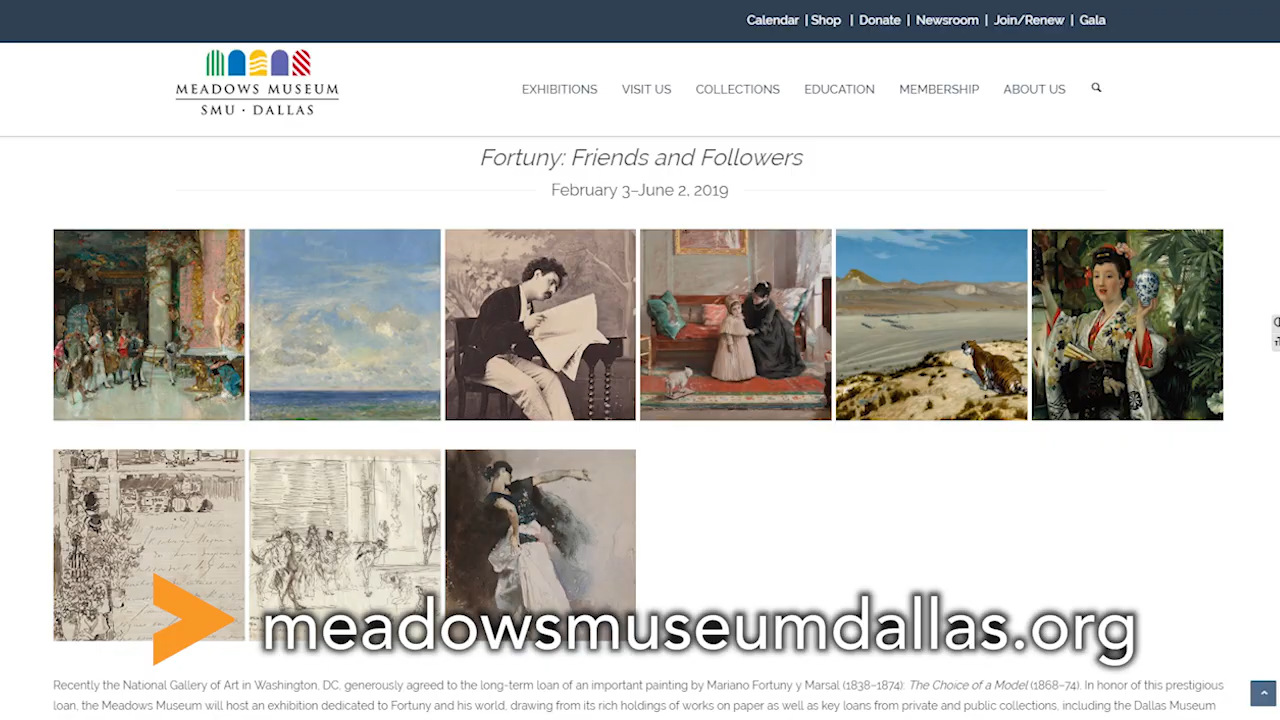 Calendar | Shop | Donate | Newsroom | Join/Renew | Gala
MEADOWS MUSEUM
SMU · DALLAS
EXHIBITIONS VISIT US COLLECTIONS EDUCATION MEMBERSHIP ABOUT US
Fortuny: Friends and Followers
February 3–June 2, 2019
meadowsmuseumdallas.org
Recently the National Gallery of Art in Washington, DC, generously agreed to the long-term loan of an important painting by Mariano Fortuny y Marsal (1838–1874): The Choice of a Model (1868–74). In honor of this prestigious
loan, the Meadows Museum will host an exhibition dedicated to Fortuny and his world, drawing from its rich holdings of works on paper as well as key loans from private and public collections, including the Dallas Museum